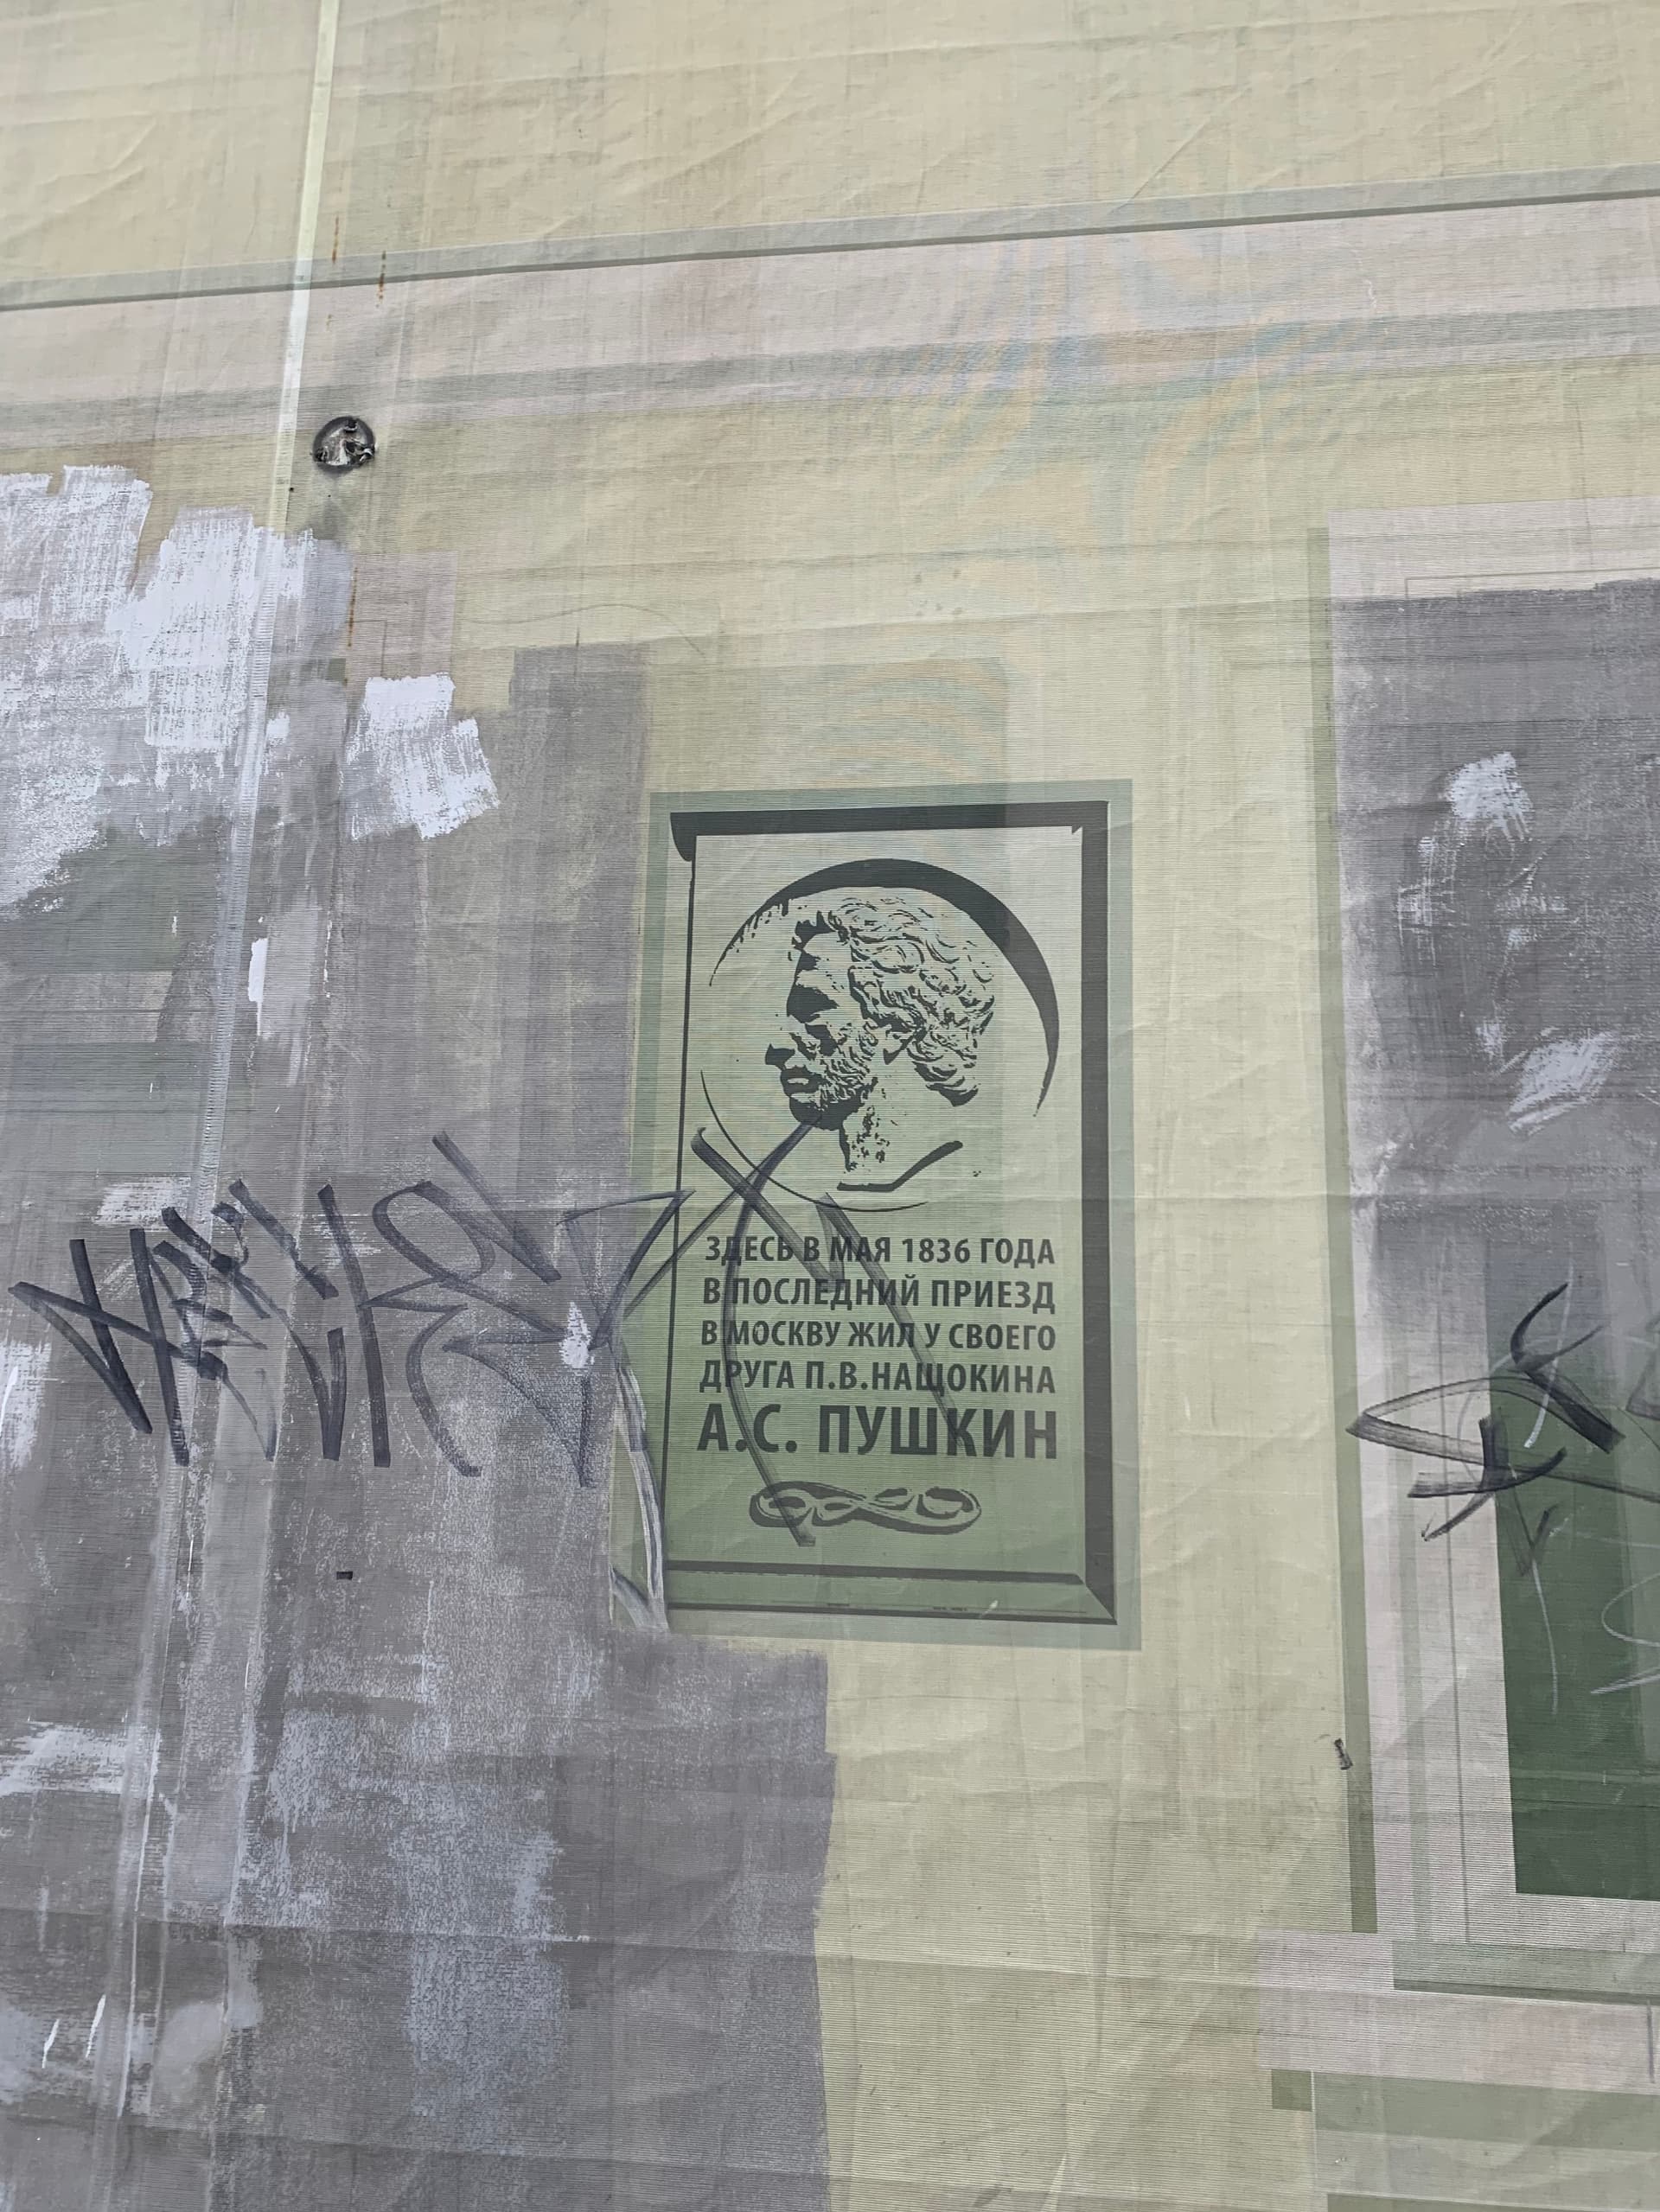 ЗДЕСЬ В МАЯ 1836 ГОДА
В ПОСЛЕДНИЙ ПРИЕЗД
В МОСКВУ ЖИЛ У СВОЕГО
ДРУГА П.В.НАЩОКИНА
А.С. ПУШКИН